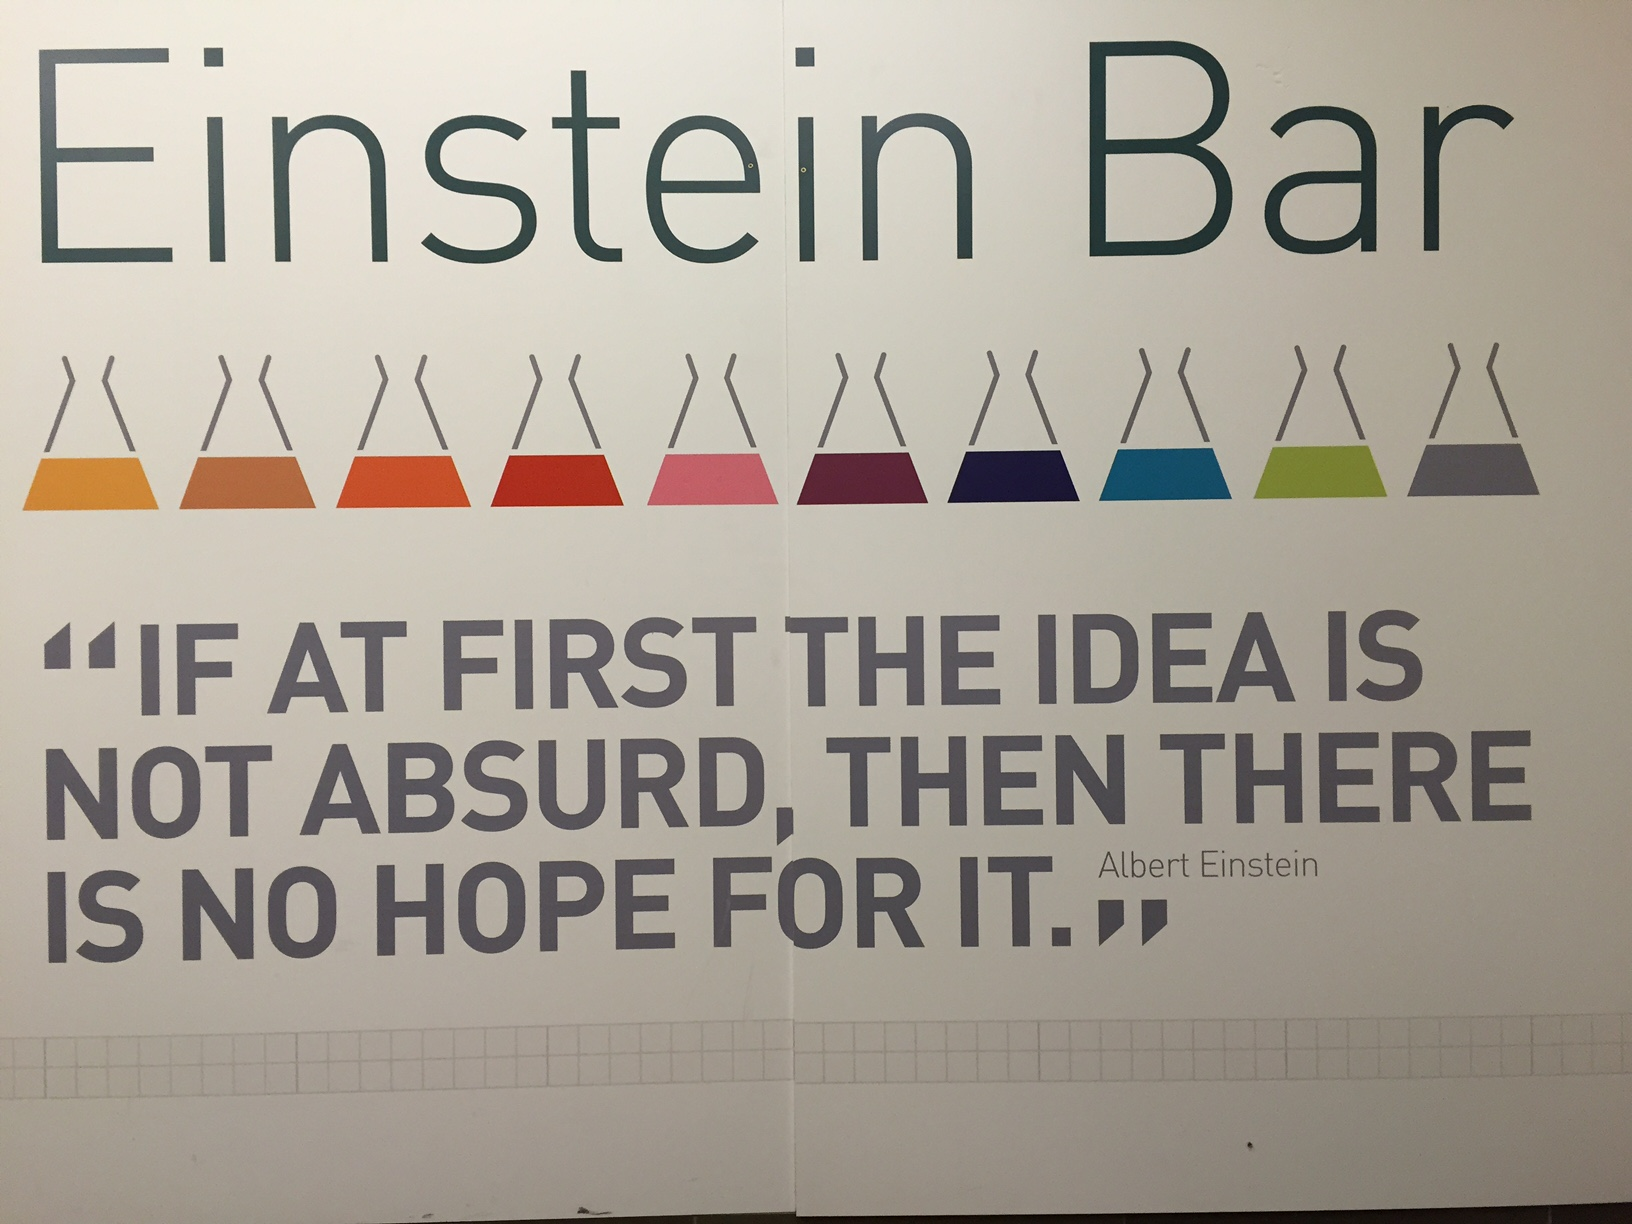 Einstein Bar
“IF AT FIRST THE IDEA IS
NOT ABSURD, THEN THERE
IS NO HOPE FOR IT.”
Albert Einstein